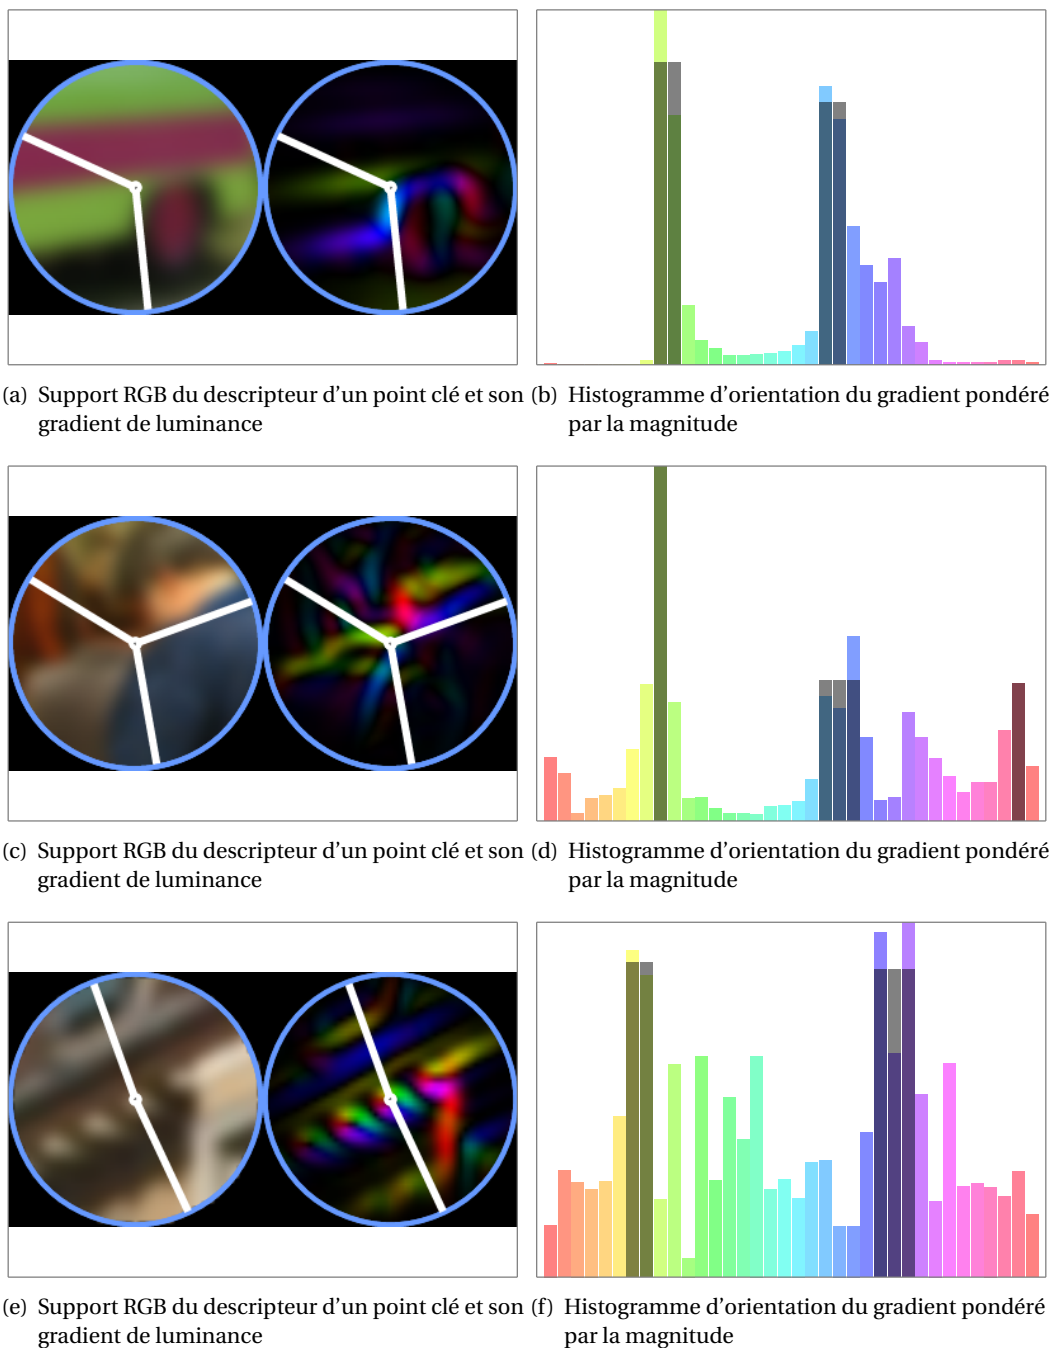 (a) Support RGB du descripteur d'un point clé et son
gradient de luminance
(b) Histogramme d'orientation du gradient pondéré
par la magnitude
(c) Support RGB du descripteur d'un point clé et son
gradient de luminance
(d) Histogramme d'orientation du gradient pondéré
par la magnitude
(e) Support RGB du descripteur d'un point clé et son
gradient de luminance
(f) Histogramme d'orientation du gradient pondéré
par la magnitude